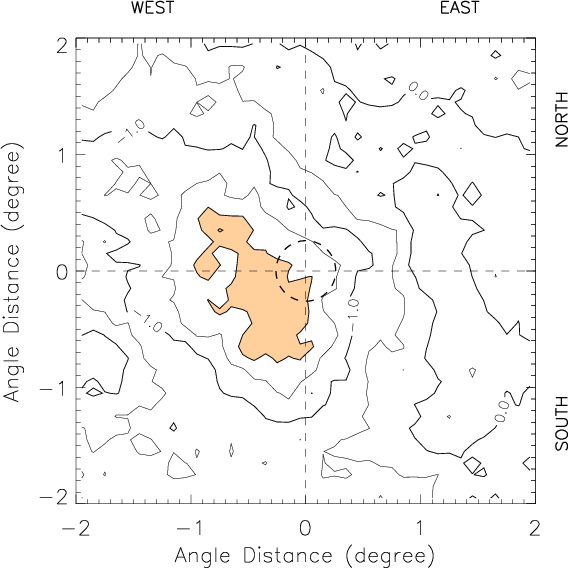 WEST EAST
2
0.0
NORTH
-1.0
1
Angle Distance (degree)
0
-1.0
1.0
-1
0.0
SOUTH
-2
-2 -1 0 1 2
Angle Distance (degree)